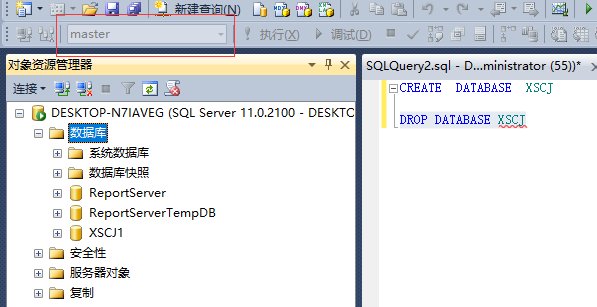 新建查询(N)
master
执行(X)
调试(D)
对象资源管理器
连接
DESKTOP-N7IAVEG (SQL Server 11.0.2100 - DESKTC
数据库
系统数据库
数据库快照
ReportServer
ReportServerTempDB
XSCJ1
安全性
服务器对象
复制
SQLQuery2.sql - D...ministrator (55))*
CREATE DATABASE XSCJ
DROP DATABASE XSCJ